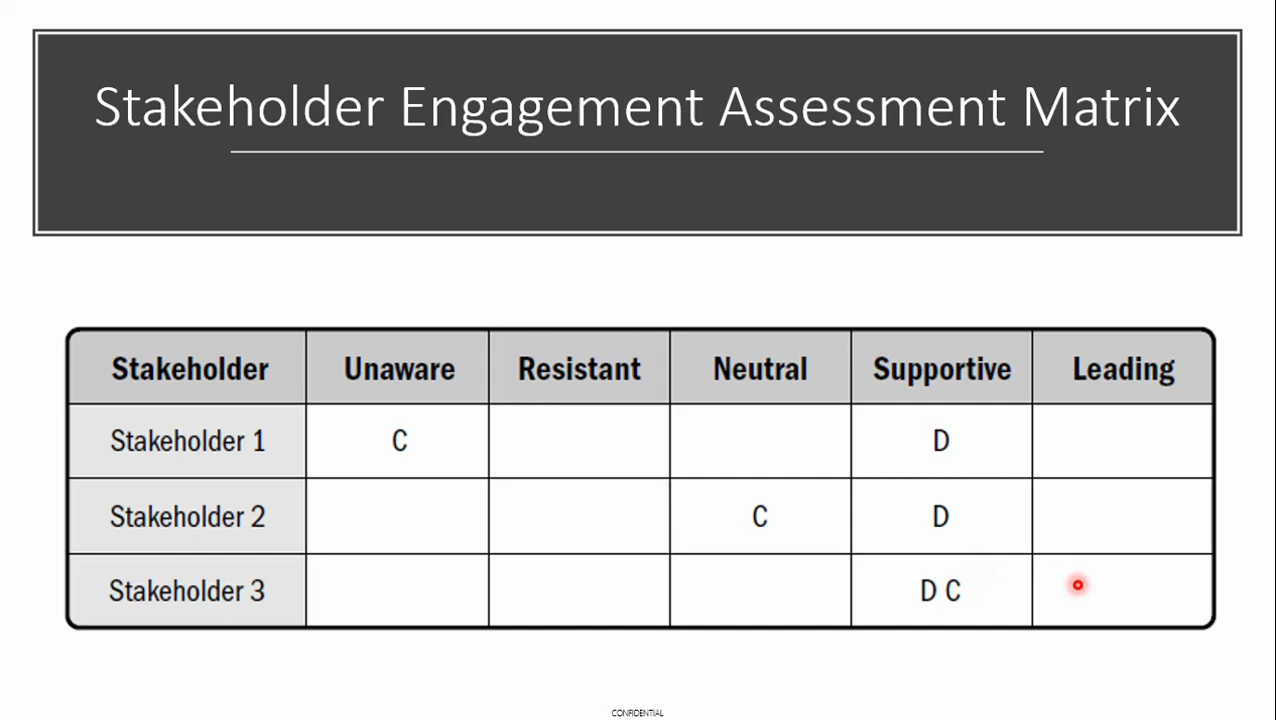 Stakeholder Engagement Assessment Matrix
Stakeholder Unaware Resistant Neutral Supportive Leading
Stakeholder 1 C D
Stakeholder 2 C D
Stakeholder 3 D C
CONFIDENTIAL